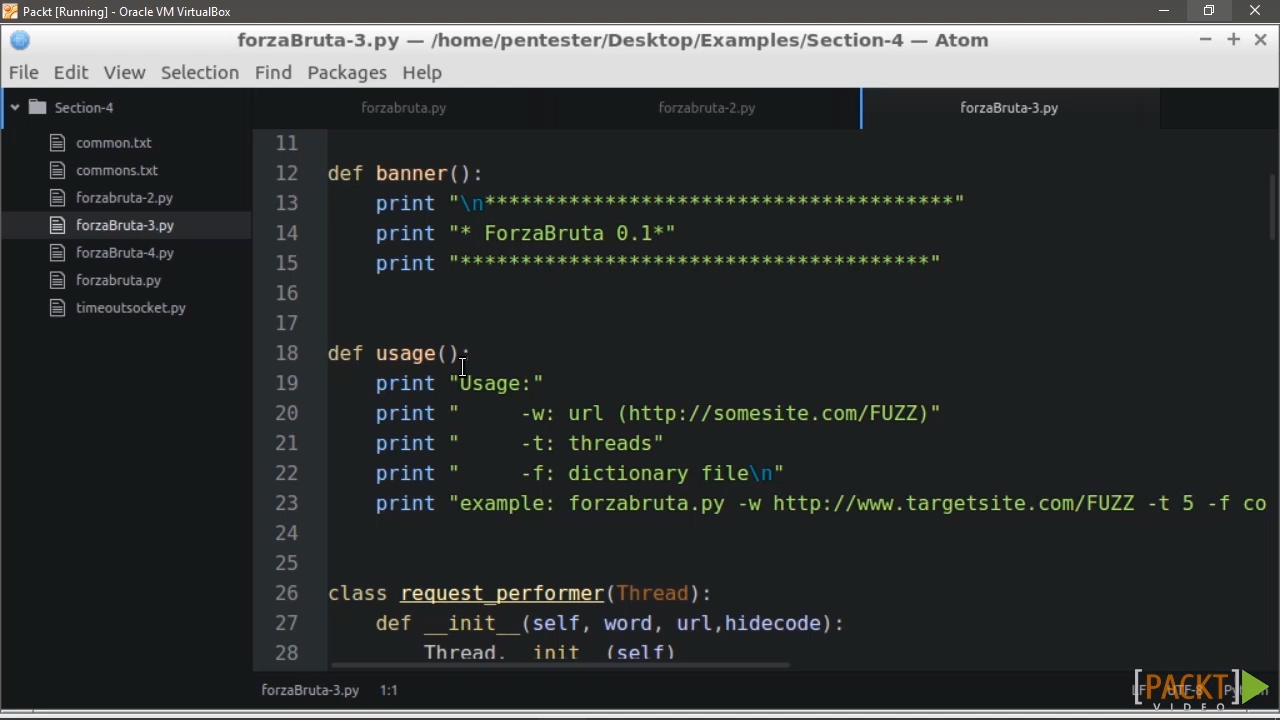 Packt [Running] - Oracle VM VirtualBox
forzaBruta-3.py — /home/pentester/Desktop/Examples/Section-4 — Atom
File Edit View Selection Find Packages Help
Section-4
common.txt
commons.txt
forzabruta-2.py
forzaBruta-3.py
forzaBruta-4.py
forzabruta.py
timeoutsocket.py
forzabruta.py forzabruta-2.py forzaBruta-3.py
11
12 def banner():
13 print "\n***************************************"
14 print "* ForzaBruta 0.1*"
15 print "***************************************"
16
17
18 def usage():
19 print "Usage:"
20 print "     -w: url (http://somesite.com/FUZZ)"
21 print "     -t: threads"
22 print "     -f: dictionary file\n"
23 print "example: forzabruta.py -w http://www.targetsite.com/FUZZ -t 5 -f co
24
25
26 class request_performer(Thread):
27 def __init__(self, word, url,hidecode):
28 Thread.__init__(self)
forzaBruta-3.py 1:1 LF UTF-8
[PACKT]
VIDEO